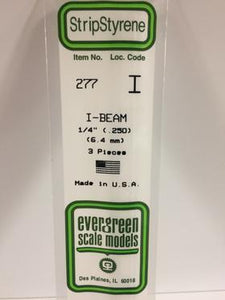 StripStyrene
Item No. Loc. Code
277 I
I-BEAM
1/4" (.250)
(6.4 mm)
3 Pieces
Made in U.S.A.
evergreen
scale models
Des Plaines, IL 60018